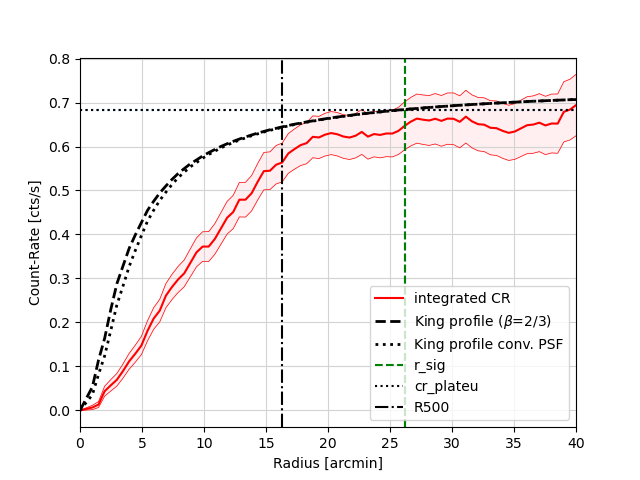 0.8
0.7
0.6
0.5
0.4
0.3
0.2
0.1
0.0
Count-Rate [cts/s]
integrated CR
King profile (β=2/3)
King profile conv. PSF
r_sig
cr_plateu
R500
0 5 10 15 20 25 30 35 40
Radius [arcmin]